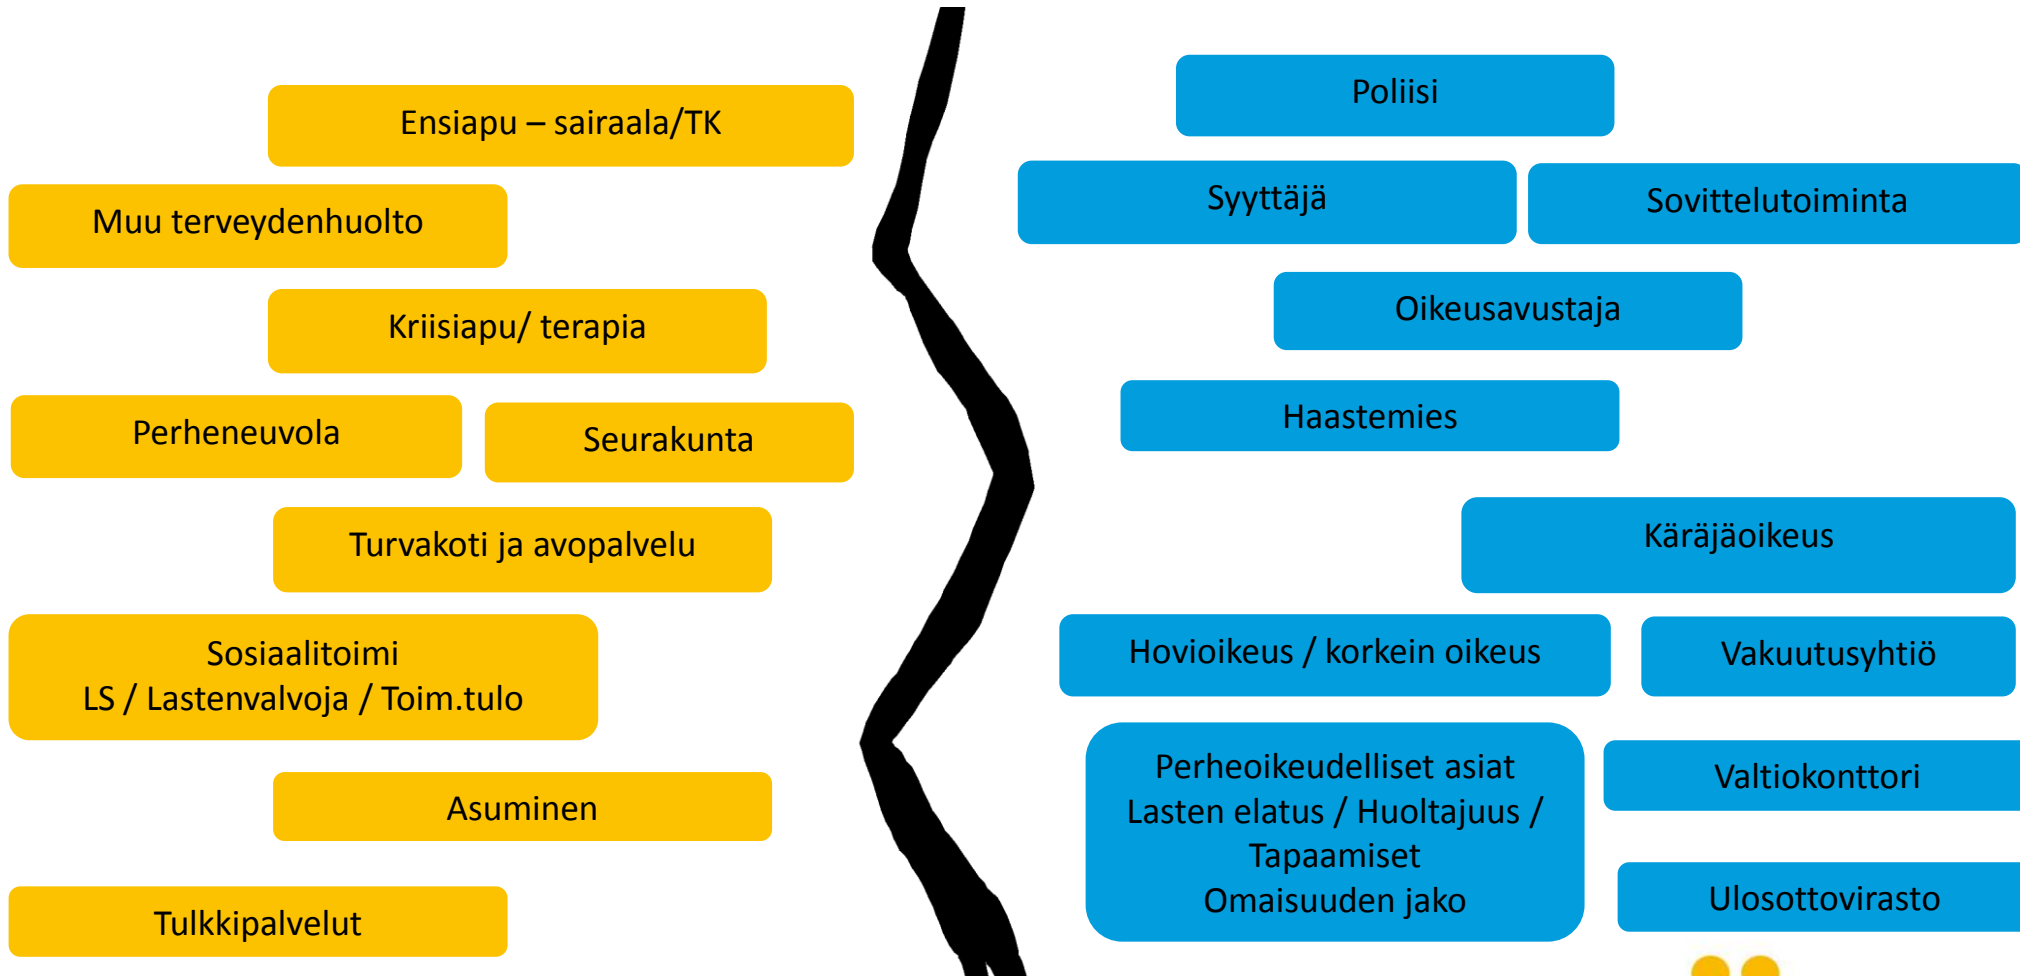 Ensiapu – sairaala/TK
Muu terveydenhuolto
Kriisiapu/ terapia
Perheneuvola
Seurakunta
Turvakoti ja avopalvelu
Sosiaalitoimi
LS / Lastenvalvoja / Toim.tulo
Asuminen
Tulkkipalvelut
Poliisi
Syyttäjä
Sovittelutoiminta
Oikeusavustaja
Haastemies
Käräjäoikeus
Hovioikeus / korkein oikeus
Vakuutusyhtiö
Perheoikeudelliset asiat
Lasten elatus / Huoltajuus /
Tapaamiset
Omaisuuden jako
Valtiokonttori
Ulosottovirasto